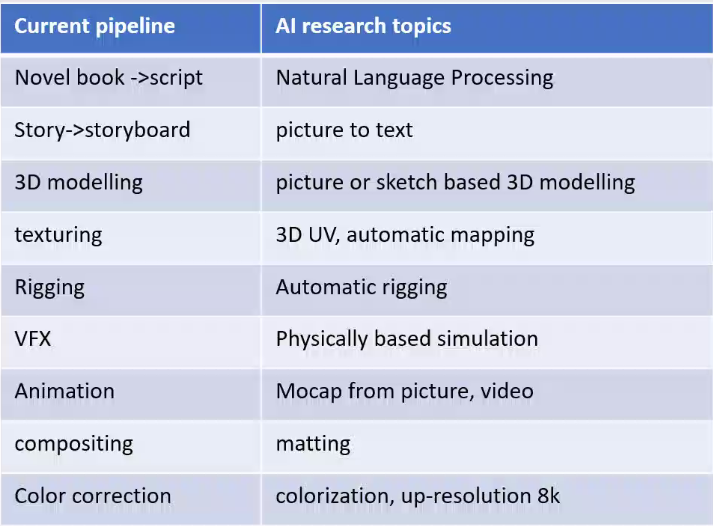 Current pipeline AI research topics
Novel book ->script Natural Language Processing
Story->storyboard picture to text
3D modelling picture or sketch based 3D modelling
texturing 3D UV, automatic mapping
Rigging Automatic rigging
VFX Physically based simulation
Animation Mocap from picture, video
compositing matting
Color correction colorization, up-resolution 8k